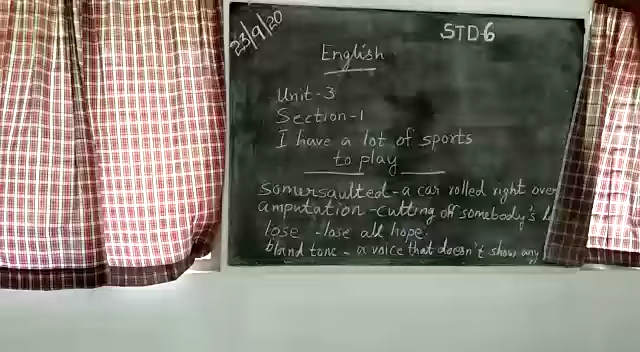 23/9/20
STD-6
English
Unit-3
Section-1
I have a lot of sports
to play
somersaulted - a car rolled right over
amputation - cutting off somebody's
lose - lose all hope.
bland tone - a voice that doesn't show any